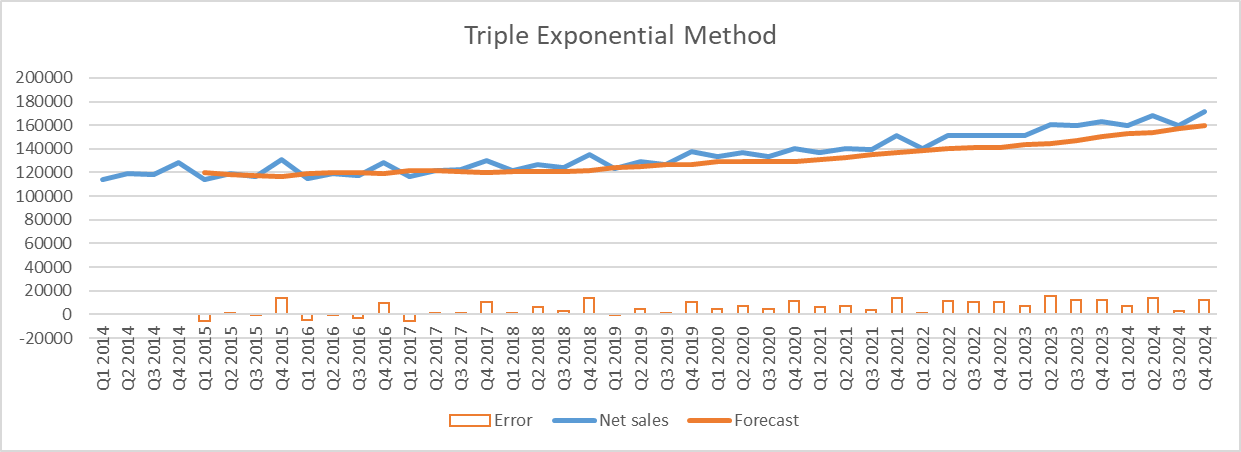 Triple Exponential Method
200000
180000
160000
140000
120000
100000
80000
60000
40000
20000
0
-20000
Q1 2014
Q2 2014
Q3 2014
Q4 2014
Q1 2015
Q2 2015
Q3 2015
Q4 2015
Q1 2016
Q2 2016
Q3 2016
Q4 2016
Q1 2017
Q2 2017
Q3 2017
Q4 2017
Q1 2018
Q2 2018
Q3 2018
Q4 2018
Q1 2019
Q2 2019
Q3 2019
Q4 2019
Q1 2020
Q2 2020
Q3 2020
Q4 2020
Q1 2021
Q2 2021
Q3 2021
Q4 2021
Q1 2022
Q2 2022
Q3 2022
Q4 2022
Q1 2023
Q2 2023
Q3 2023
Q4 2023
Q1 2024
Q2 2024
Q3 2024
Q4 2024
Error Net sales Forecast